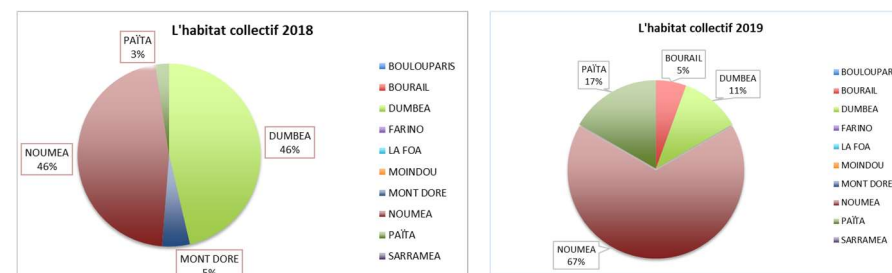 L'habitat collectif 2018
PAÏTA
3%
DUMBEA
46%
NOUMEA
46%
MONT DORE
5%
BOULOUPARIS
BOURAIL
DUMBEA
FARINO
LA FOA
MOINDOU
MONT DORE
NOUMEA
PAÏTA
SARRAMEA
L'habitat collectif 2019
BOURAIL
5%
PAÏTA
17%
DUMBEA
11%
NOUMEA
67%
BOULOUPAR
BOURAIL
DUMBEA
FARINO
LA FOA
MOINDOU
MONT DORE
NOUMEA
PAÏTA
SARRAMEA